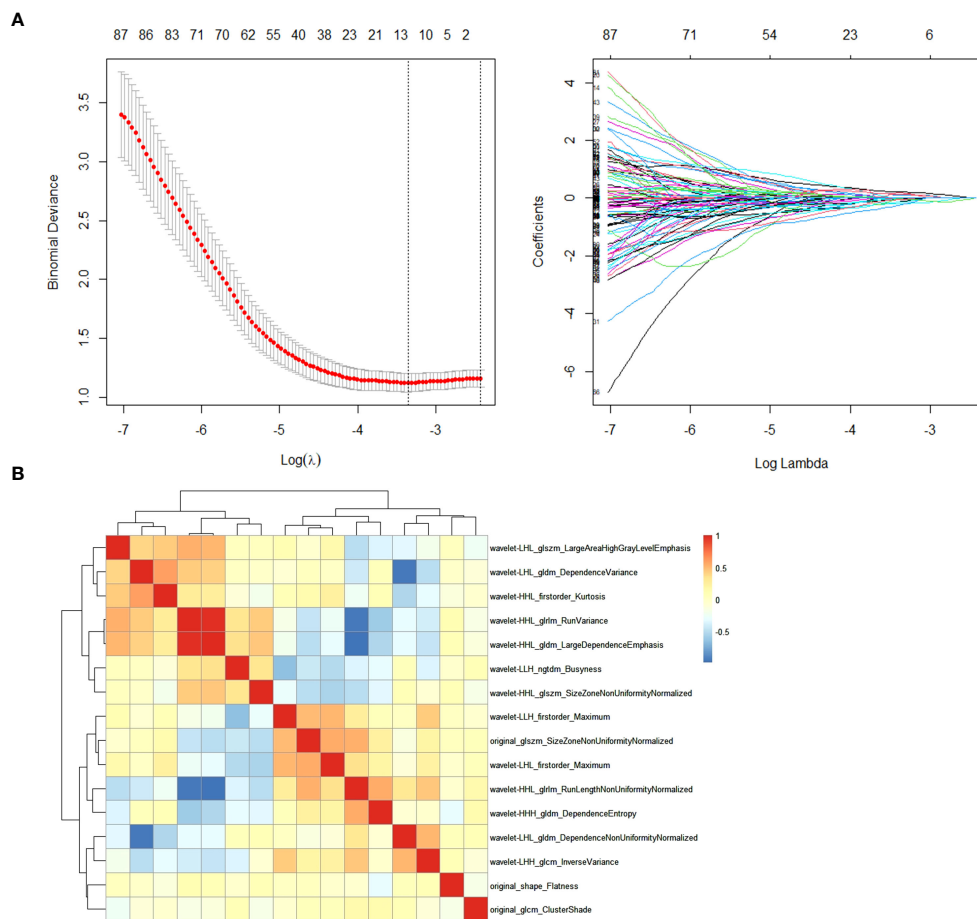 A
87 86 83 71 70 62 55 40 38 23 21 13 10 5 2
3.5
3.0
2.5
2.0
1.5
1.0
Binomial Deviance
-7 -6 -5 -4 -3
Log(λ)
87 71 54 23 6
4
2
0
-2
-4
-6
Coefficients
-7 -6 -5 -4 -3
Log Lambda
B
wavelet-LHL_glszm_LargeAreaHighGrayLevelEmphasis
wavelet-LHL_gldm_DependenceVariance
wavelet-HHL_firstorder_Kurtosis
wavelet-HHL_glrlm_RunVariance
wavelet-HHL_gldm_LargeDependenceEmphasis
wavelet-LLH_ngtdm_Busyness
wavelet-HHL_glszm_SizeZoneNonUniformityNormalized
wavelet-LLH_firstorder_Maximum
original_glszm_SizeZoneNonUniformityNormalized
wavelet-LHL_firstorder_Maximum
wavelet-HHL_glrlm_RunLengthNonUniformityNormalized
wavelet-HHH_gldm_DependenceEntropy
wavelet-LHL_gldm_DependenceNonUniformityNormalized
wavelet-LHH_glcm_InverseVariance
original_shape_Flatness
original_glcm_ClusterShade
1
0.5
0
-0.5